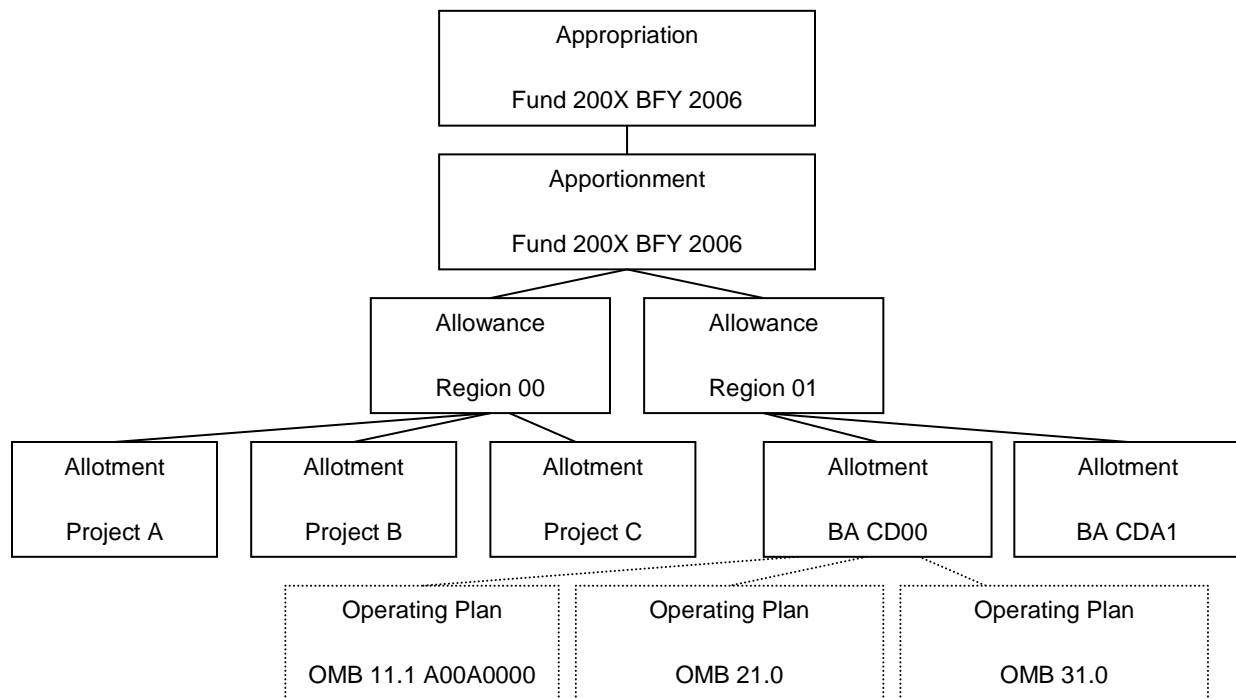 Appropriation
Fund 200X BFY 2006
Apportionment
Fund 200X BFY 2006
Allowance
Region 00
Allowance
Region 01
Allotment
Project A
Allotment
Project B
Allotment
Project C
Allotment
BA CD00
Allotment
BA CDA1
Operating Plan
OMB 11.1 A00A0000
Operating Plan
OMB 21.0
Operating Plan
OMB 31.0